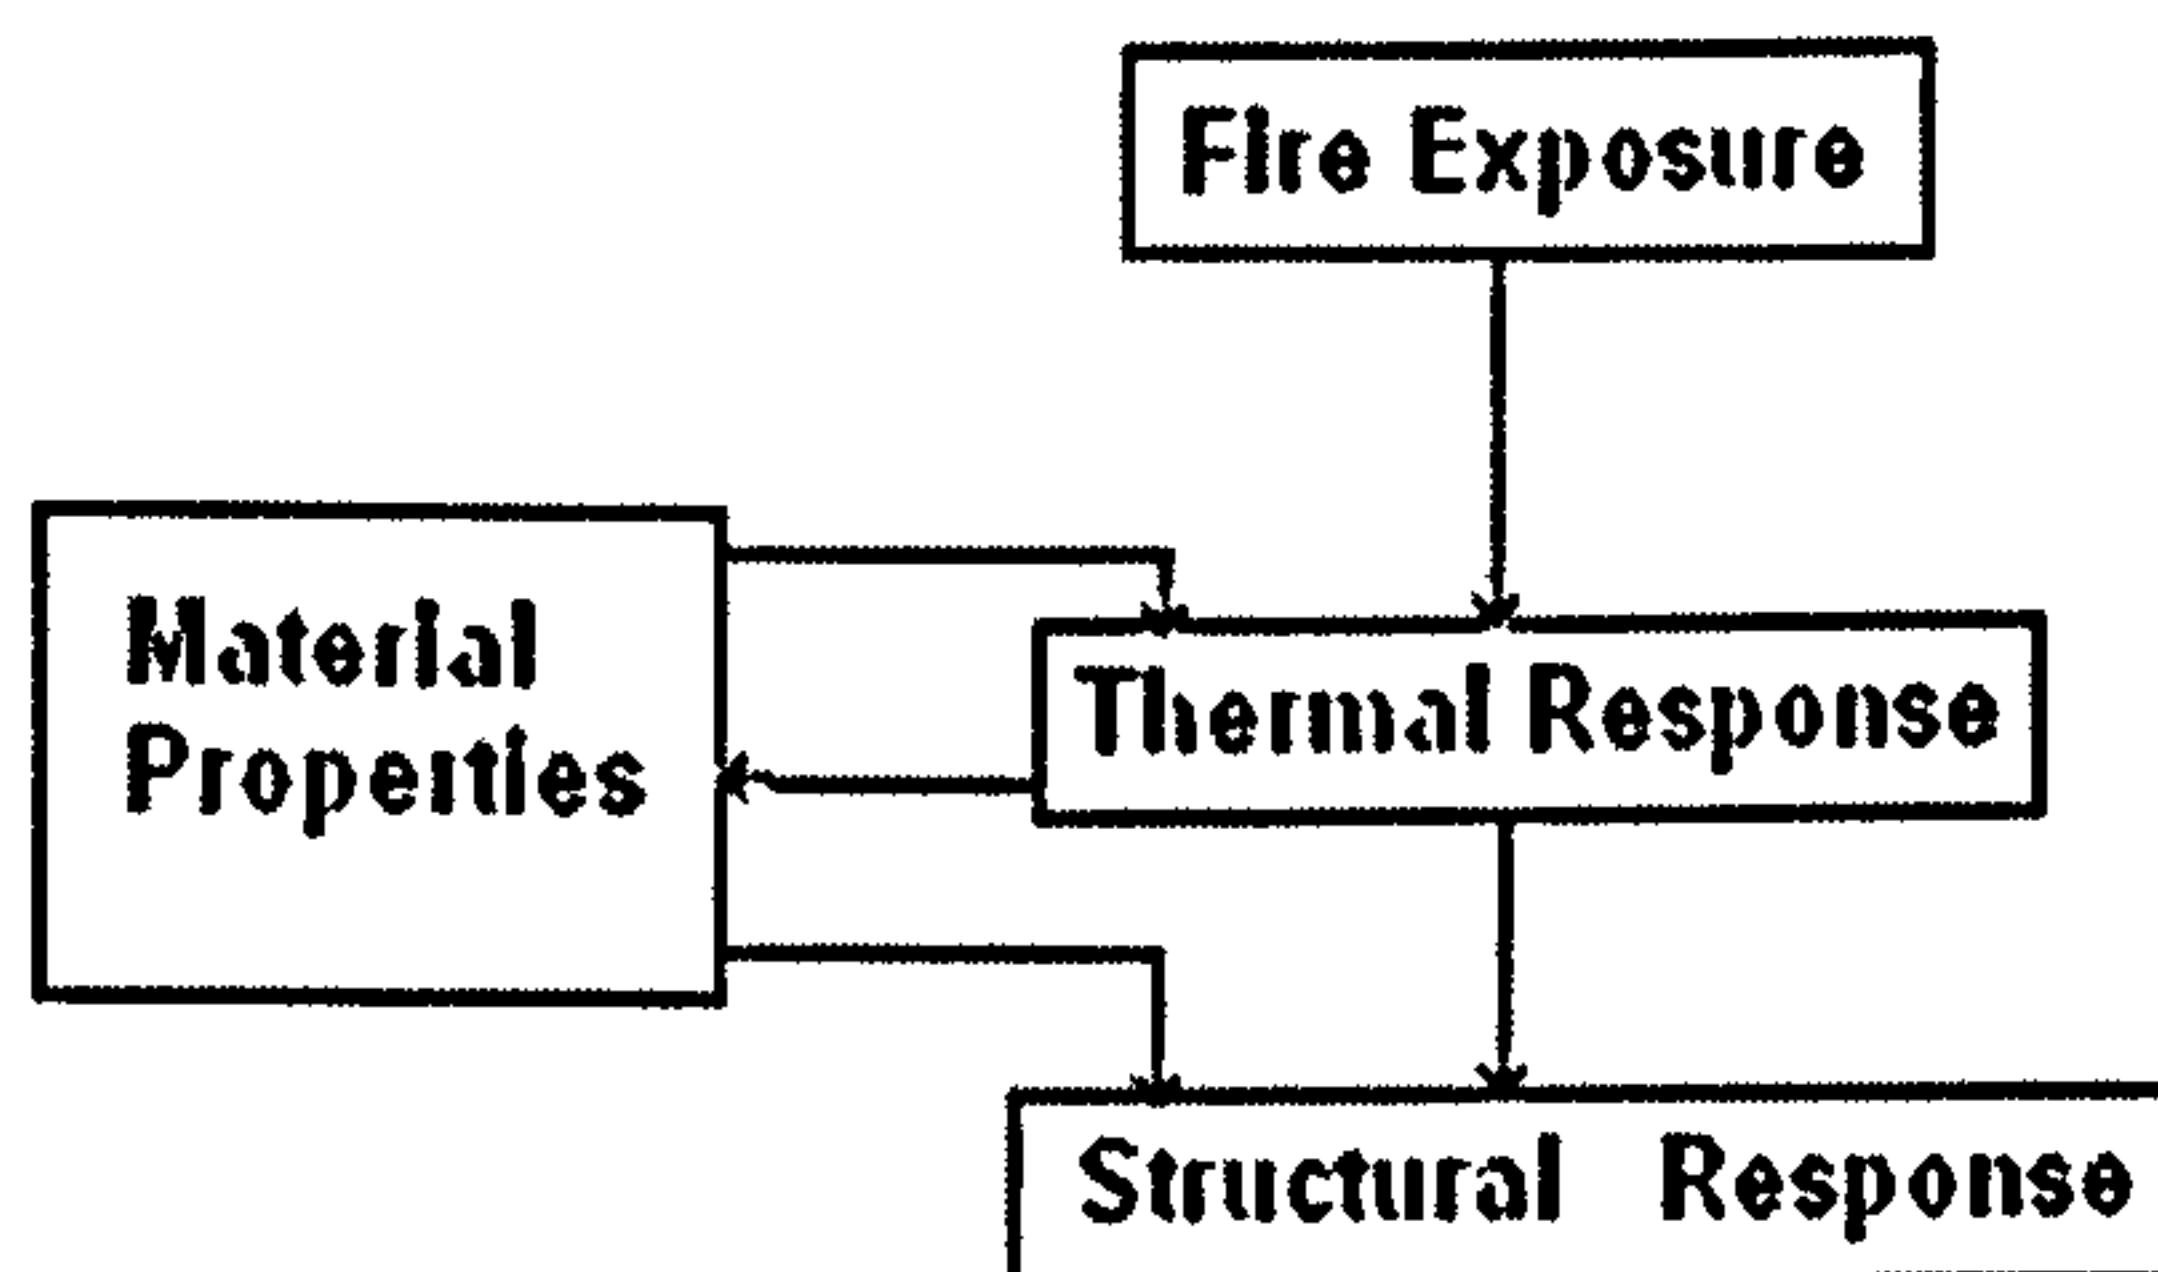 Fire Exposure
Material
Properties
Thermal Response
Structural Response